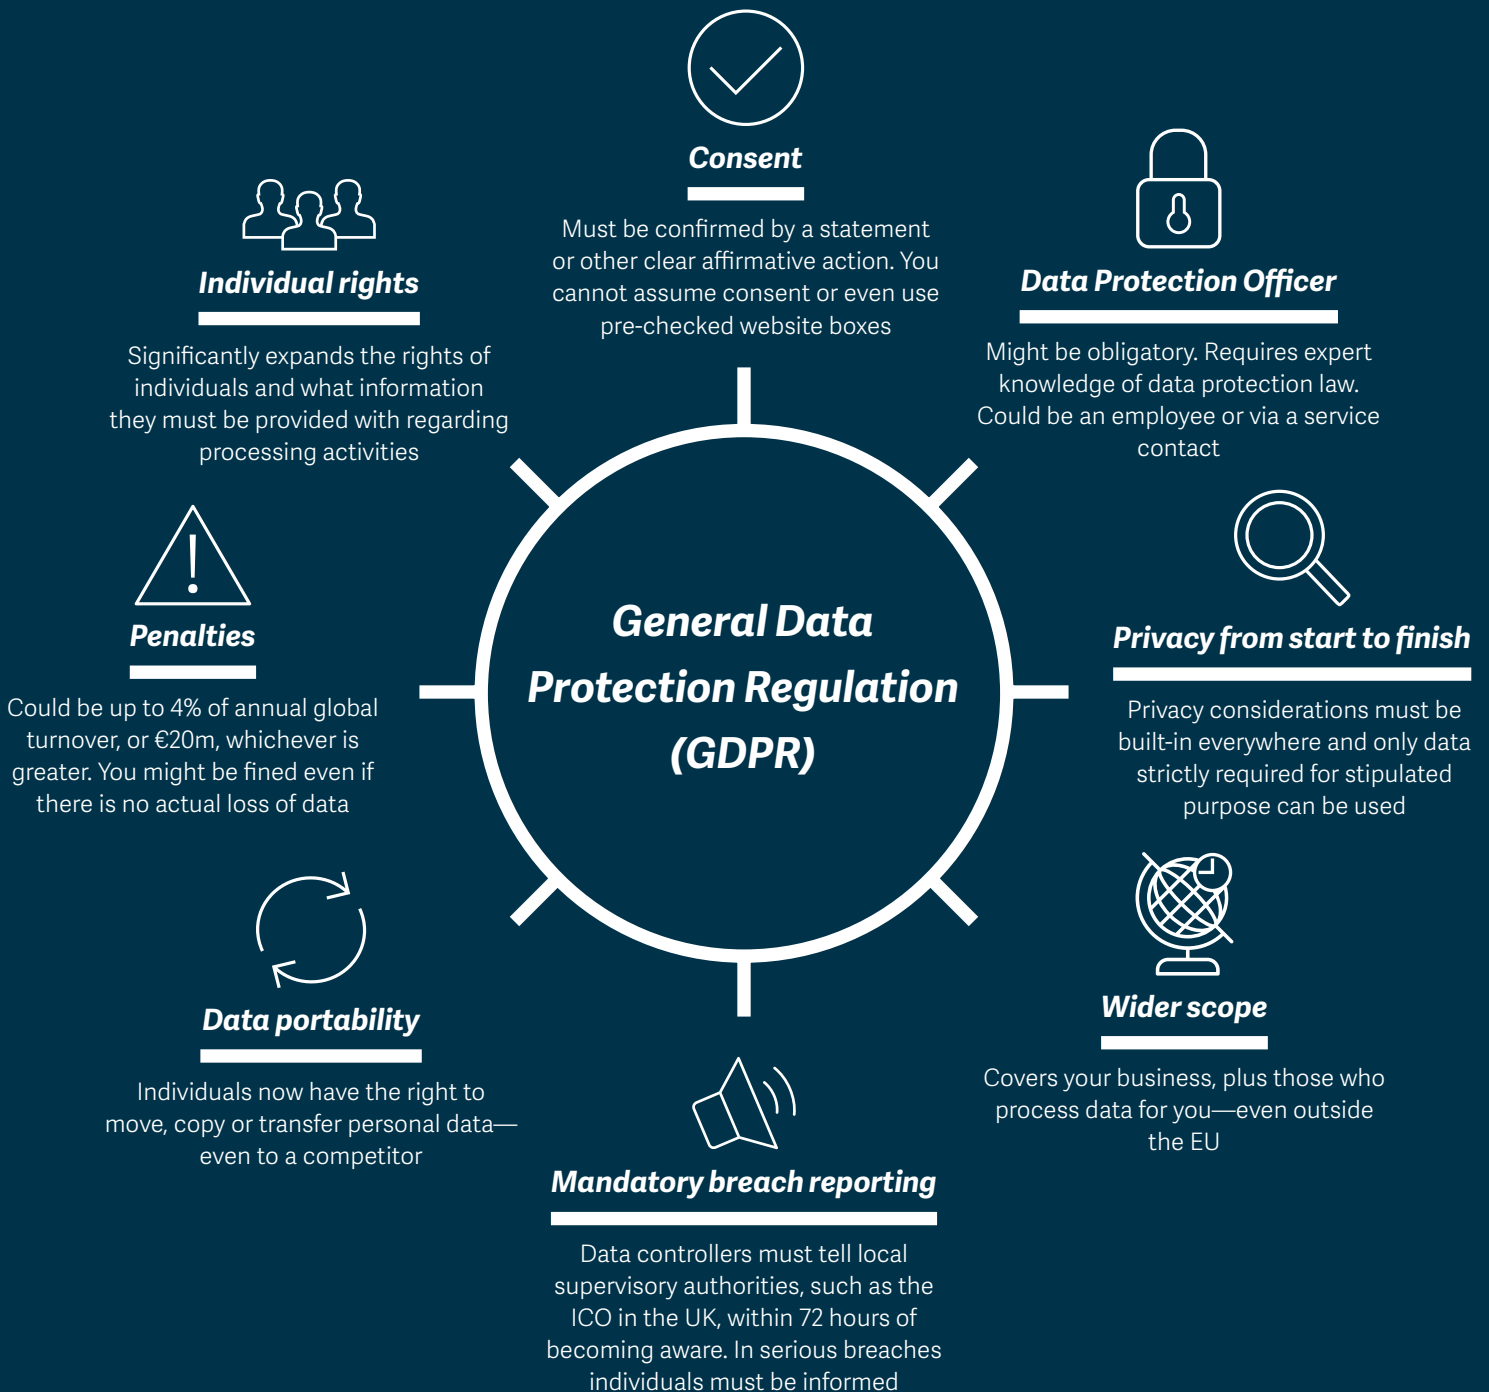 Consent
Must be confirmed by a statement
or other clear affirmative action. You
cannot assume consent or even use
pre-checked website boxes
Individual rights
Significantly expands the rights of
individuals and what information
they must be provided with regarding
processing activities
Data Protection Officer
Might be obligatory. Requires expert
knowledge of data protection law.
Could be an employee or via a service
contact
Penalties
Could be up to 4% of annual global
turnover, or €20m, whichever is
greater. You might be fined even if
there is no actual loss of data
General Data
Protection Regulation
(GDPR)
Privacy from start to finish
Privacy considerations must be
built-in everywhere and only data
strictly required for stipulated
purpose can be used
Data portability
Individuals now have the right to
move, copy or transfer personal data—
even to a competitor
Wider scope
Covers your business, plus those who
process data for you—even outside
the EU
Mandatory breach reporting
Data controllers must tell local
supervisory authorities, such as the
ICO in the UK, within 72 hours of
becoming aware. In serious breaches
individuals must be informed